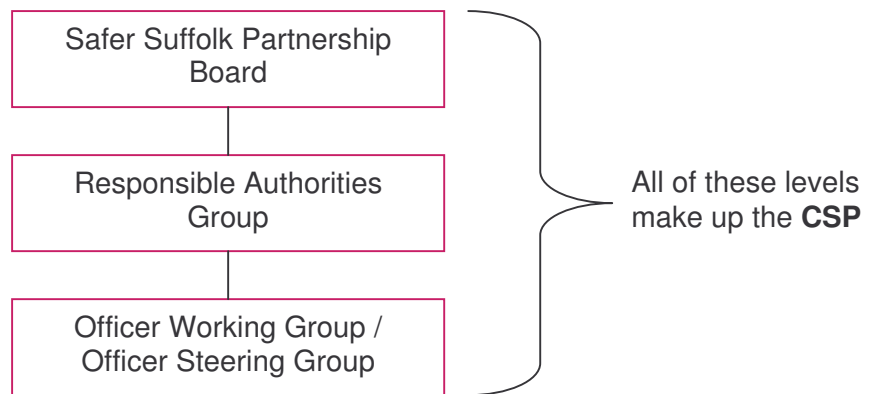 Safer Suffolk Partnership
Board
Responsible Authorities
Group
All of these levels
make up the CSP
Officer Working Group /
Officer Steering Group